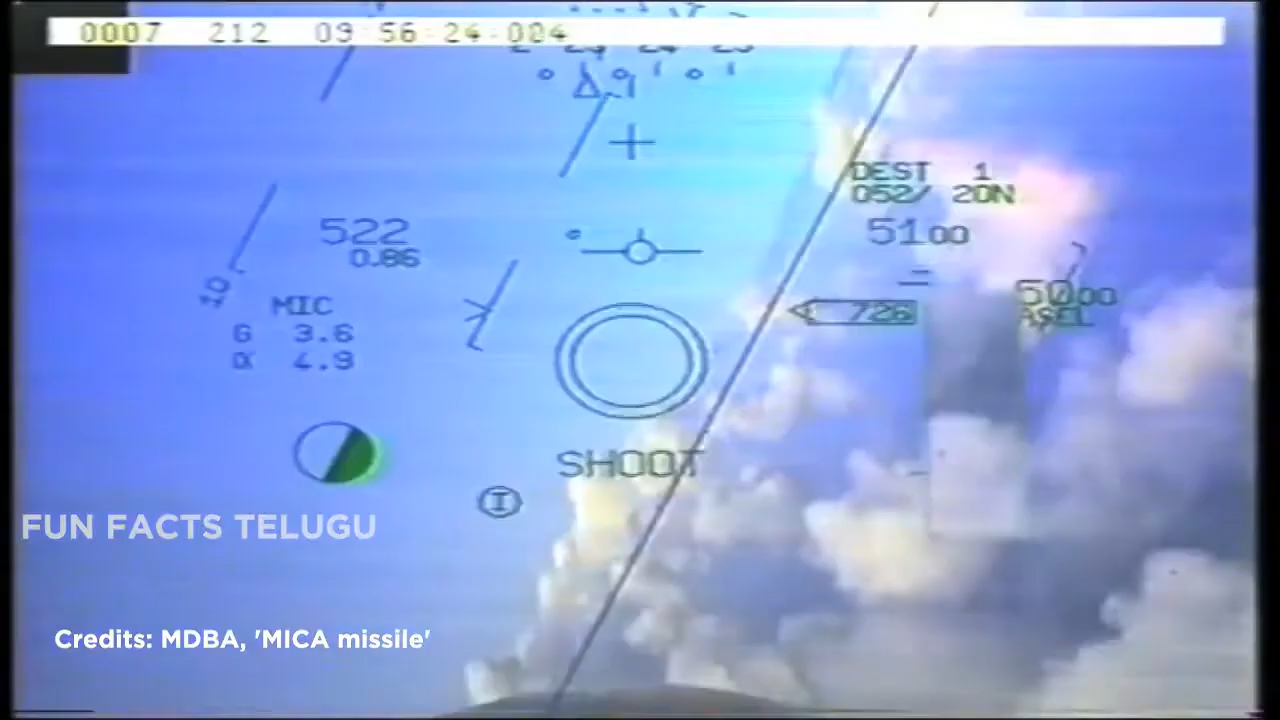 0007 212 09:56:24:004
DEST 1
052/ 20N
522
0.86
5100
10
MIC
G 3.6
α 4.9
726
5000
ASEL
SHOOT
I
FUN FACTS TELUGU
Credits: MDBA, 'MICA missile'